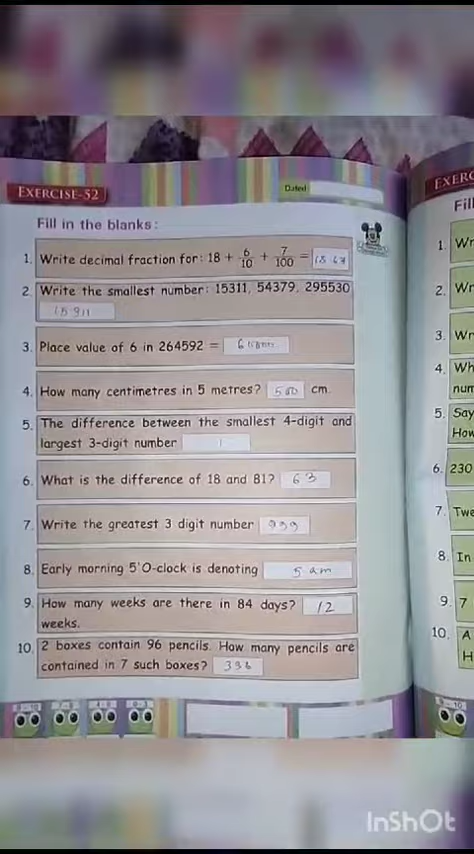 EXERCISE-52
Dated
Fill in the blanks:
1. Write decimal fraction for: 18 + 6/10 + 7/100 =
2. Write the smallest number: 15311, 54379, 295530
3. Place value of 6 in 264592 =
4. How many centimetres in 5 metres? 500 cm.
5. The difference between the smallest 4-digit and
largest 3-digit number 1
6. What is the difference of 18 and 81? 63
7. Write the greatest 3 digit number 999
8. Early morning 5'O-clock is denoting 5 am
9. How many weeks are there in 84 days? 12
weeks.
10. 2 boxes contain 96 pencils. How many pencils are
contained in 7 such boxes? 336
EXERC
Fil
1. Wr
2. Wr
3. Wr
4. Wh
num
5. Say
How
6. 230
7. Twe
8. In
9. 7
10. A
H
InShOt